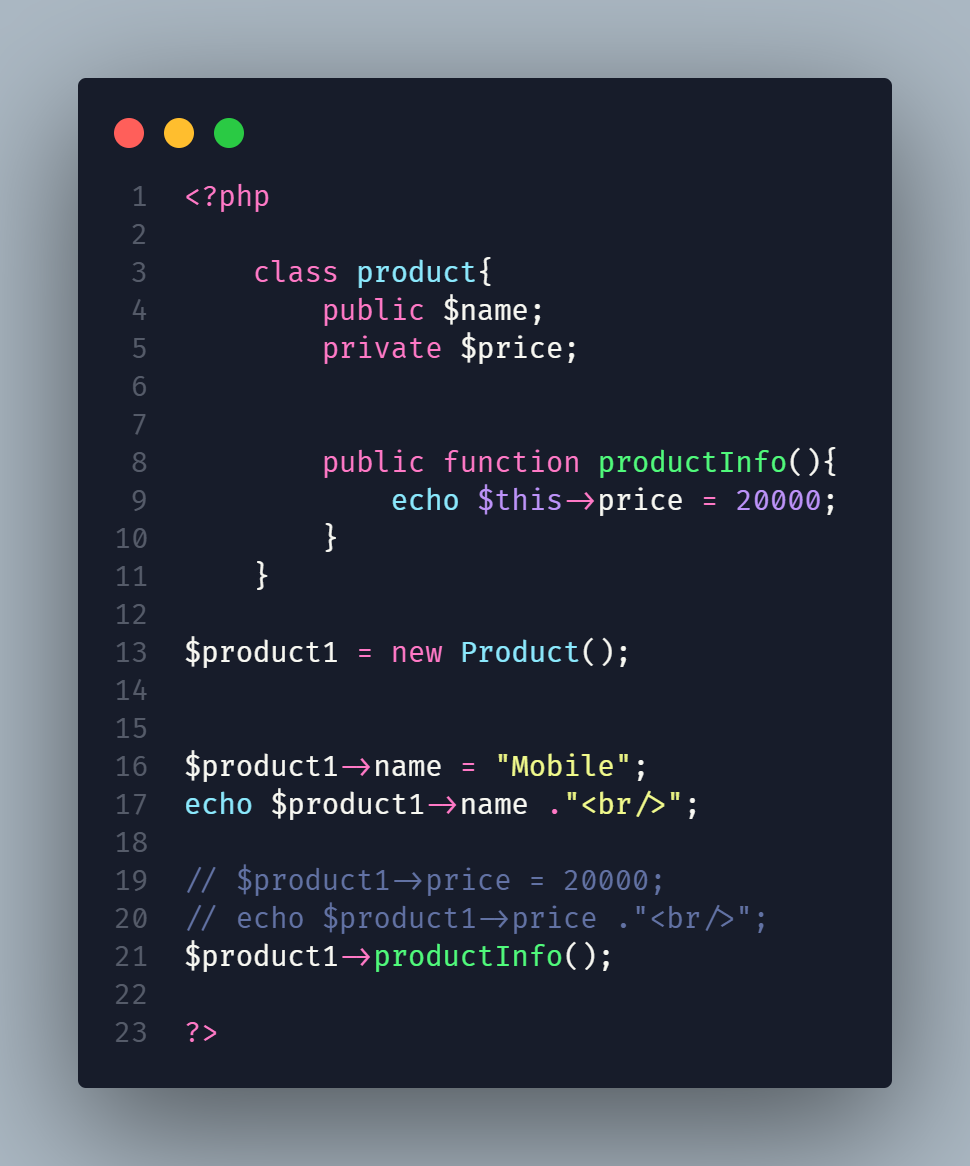 1 <?php
2
3     class product{
4         public $name;
5         private $price;
6
7
8         public function productInfo(){
9             echo $this->price = 20000;
10         }
11     }
12
13 $product1 = new Product();
14
15
16 $product1->name = "Mobile";
17 echo $product1->name ."<br/>";
18
19 // $product1->price = 20000;
20 // echo $product1->price ."<br/>";
21 $product1->productInfo();
22
23 ?>